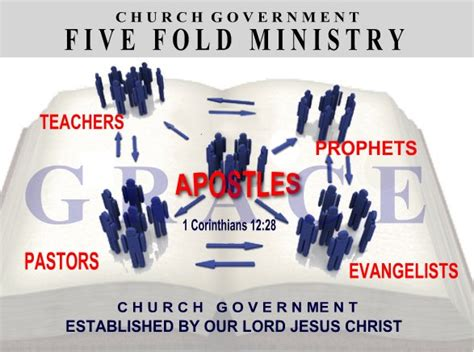 CHURCH GOVERNMENT
FIVE FOLD MINISTRY
TEACHERS
PROPHETS
GRACE
APOSTLES
1 Corinthians 12:28
PASTORS
EVANGELISTS
CHURCH GOVERNMENT
ESTABLISHED BY OUR LORD JESUS CHRIST